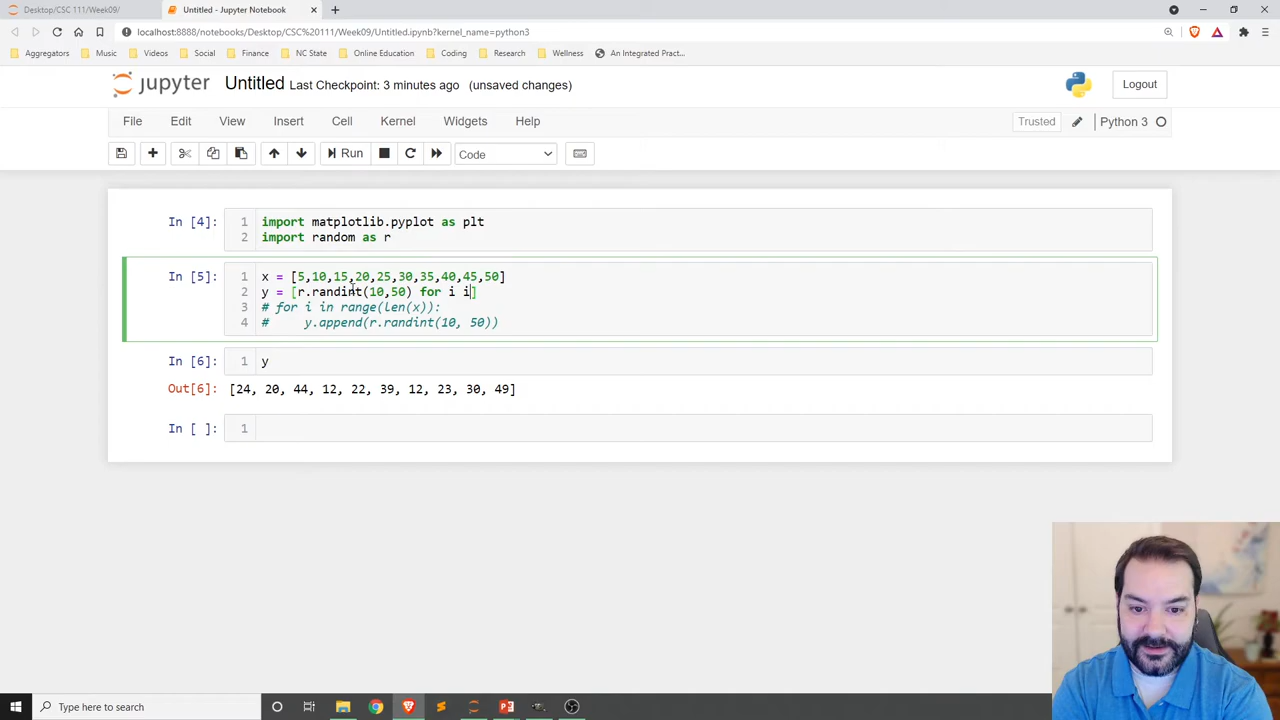 Desktop/CSC 111/Week09/
Untitled - Jupyter Notebook
localhost:8888/notebooks/Desktop/CSC%20111/Week09/Untitled.ipynb?kernel_name=python3
Aggregators Music Videos Social Finance NC State Online Education Coding Research Wellness An Integrated Pract...
jupyter Untitled Last Checkpoint: 3 minutes ago (unsaved changes) Logout
File Edit View Insert Cell Kernel Widgets Help Trusted Python 3
Run Code
In [4]: 1 import matplotlib.pyplot as plt
2 import random as r
In [5]: 1 x = [5,10,15,20,25,30,35,40,45,50]
2 y = [r.randint(10,50) for i i]
3 # for i in range(len(x)):
4 #     y.append(r.randint(10, 50))
In [6]: 1 y
Out[6]: [24, 20, 44, 12, 22, 39, 12, 23, 30, 49]
In [ ]: 1
Type here to search